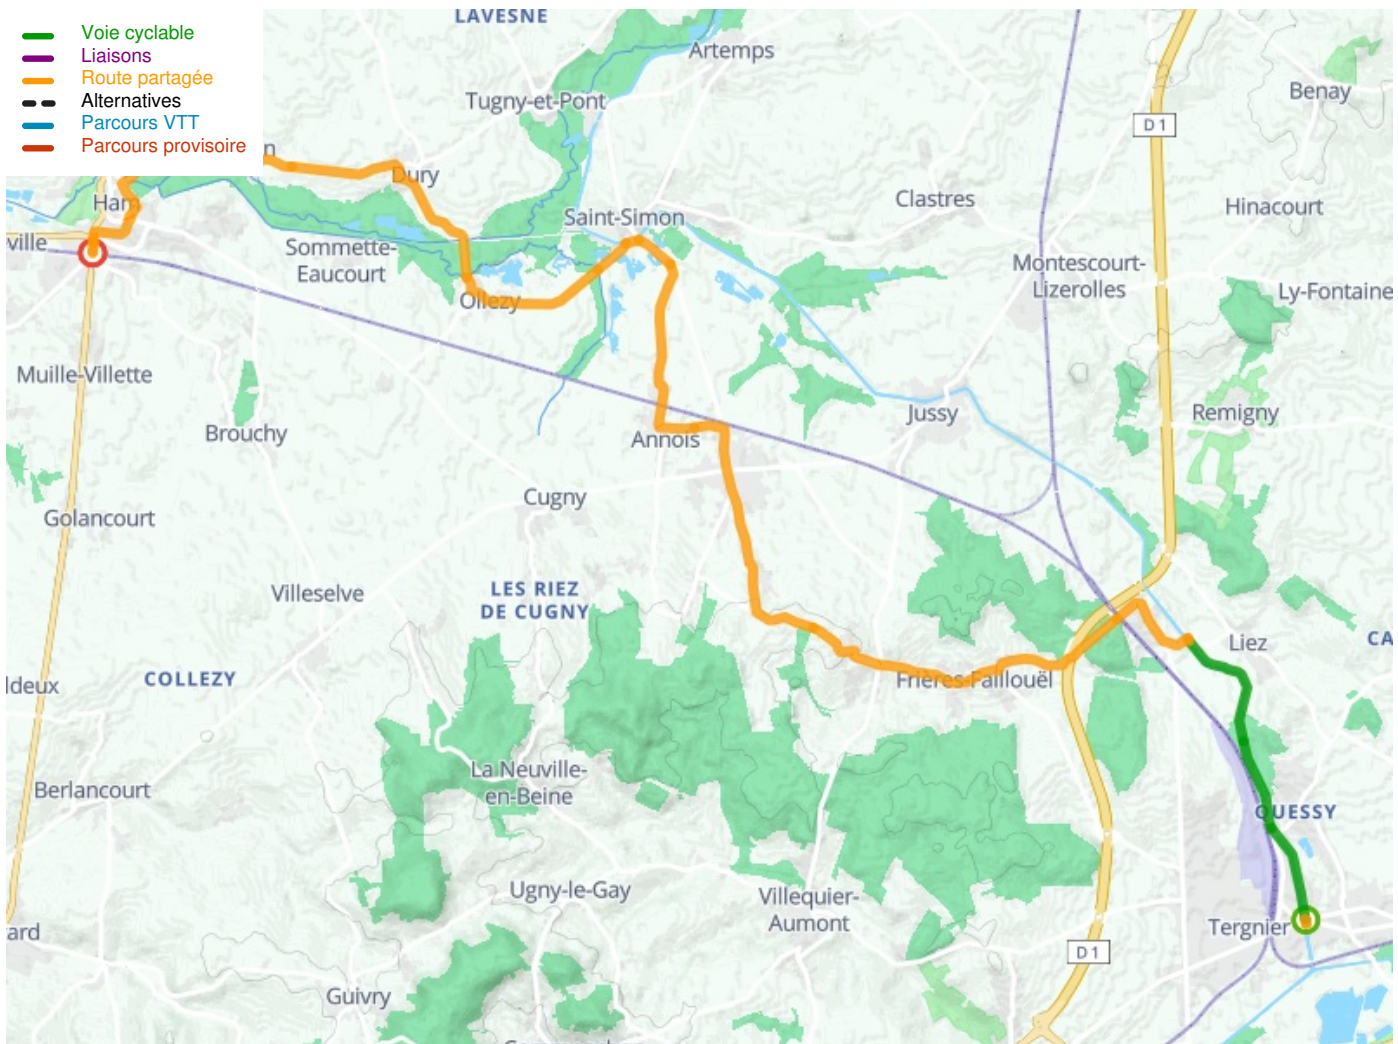 Voie cyclable
Liaisons
Route partagée
Alternatives
Parcours VTT
Parcours provisoire
LAVESNE
Artemps
Tugny-et-Pont
Benay
D 1
n
Dury
Ham
Clastres
Hinacourt
Saint-Simon
ville
Sommette-
Eaucourt
Montescourt-
Lizerolles
Ly-Fontaine
Ollezy
Muille-Villette
Brouchy
Jussy
Remigny
Annois
Cugny
Golancourt
Villeselve
LES RIEZ
DE CUGNY
Liez
CA
COLLEZY
ldeux
Frières-Faillouël
La Neuville-
en-Beine
Berlancourt
QUESSY
Ugny-le-Gay
Villequier-
Aumont
Tergnier
ard
D 1
Guivry